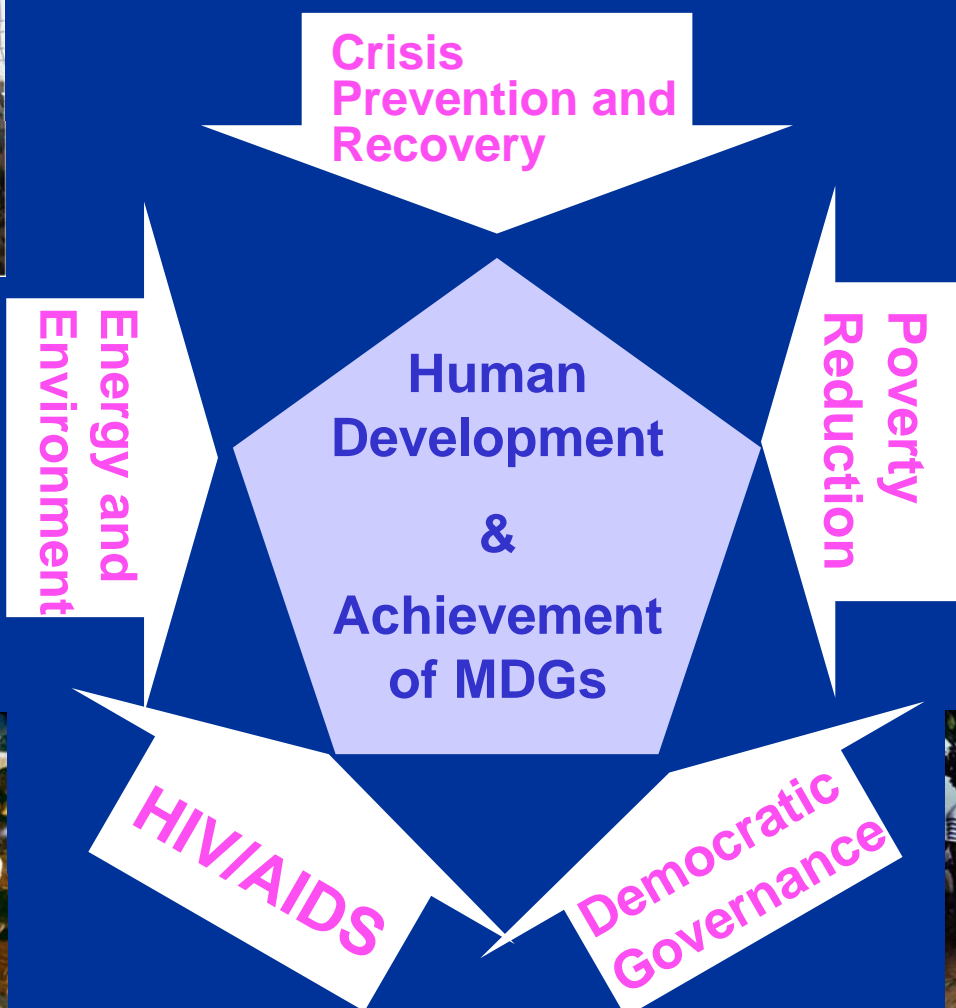 Crisis
Prevention and
Recovery
Energy and
Environment
Human
Development
&
Achievement
of MDGs
Poverty
Reduction
HIV/AIDS
Democratic
Governance